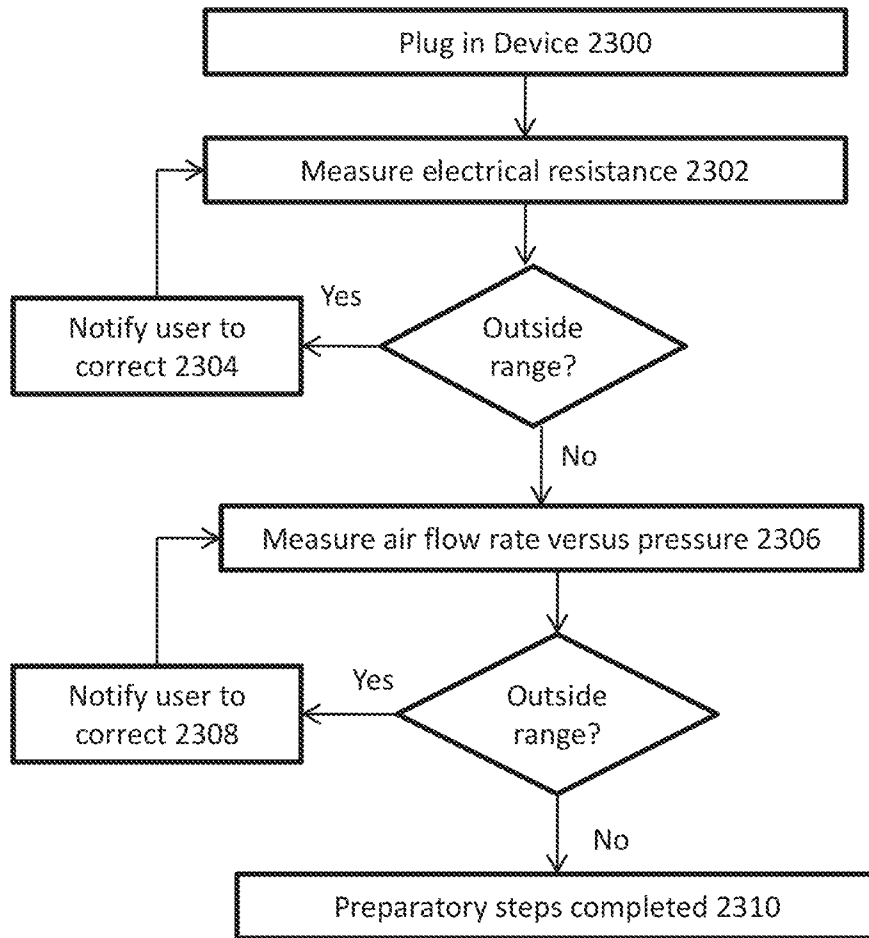 Plug in Device 2300
Measure electrical resistance 2302
Yes
Notify user to
correct 2304
Outside
range?
No
Measure air flow rate versus pressure 2306
Yes
Notify user to
correct 2308
Outside
range?
No
Preparatory steps completed 2310